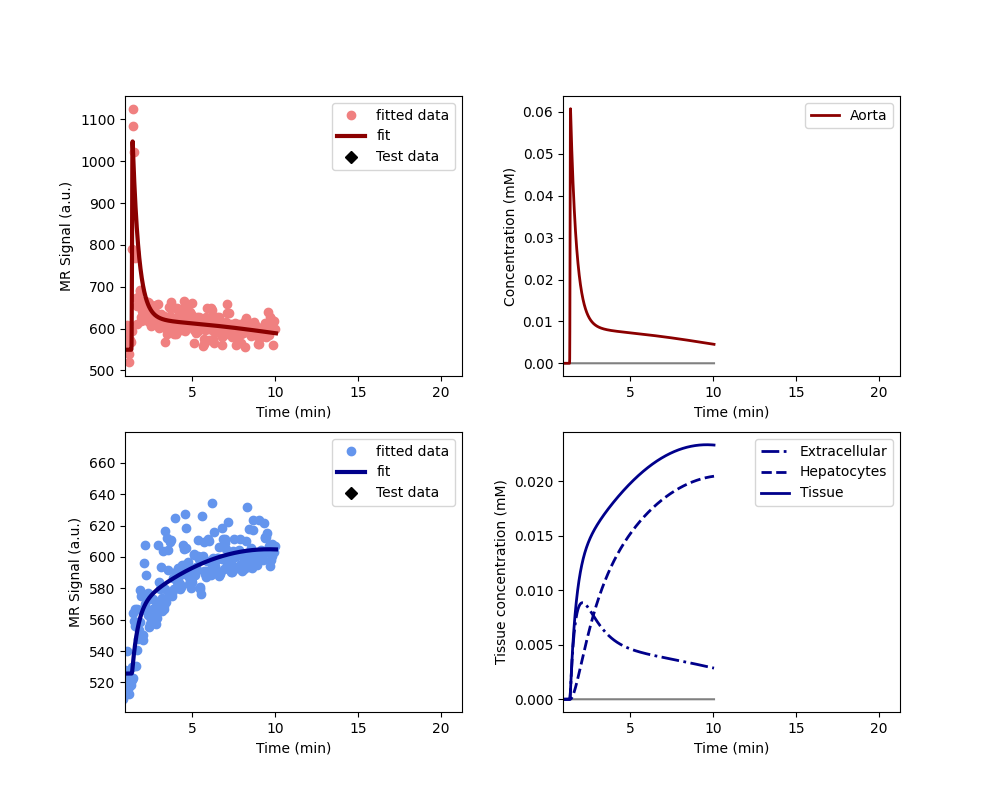 1100
1000
900
800
700
600
500
MR Signal (a.u.)
5
10
15
20
Time (min)
fitted data
fit
Test data
0.06
0.05
0.04
0.03
0.02
0.01
0.00
Concentration (mM)
5
10
15
20
Time (min)
Aorta
660
640
620
600
580
560
540
520
MR Signal (a.u.)
5
10
15
20
Time (min)
fitted data
fit
Test data
0.020
0.015
0.010
0.005
0.000
Tissue concentration (mM)
5
10
15
20
Time (min)
Extracellular
Hepatocytes
Tissue